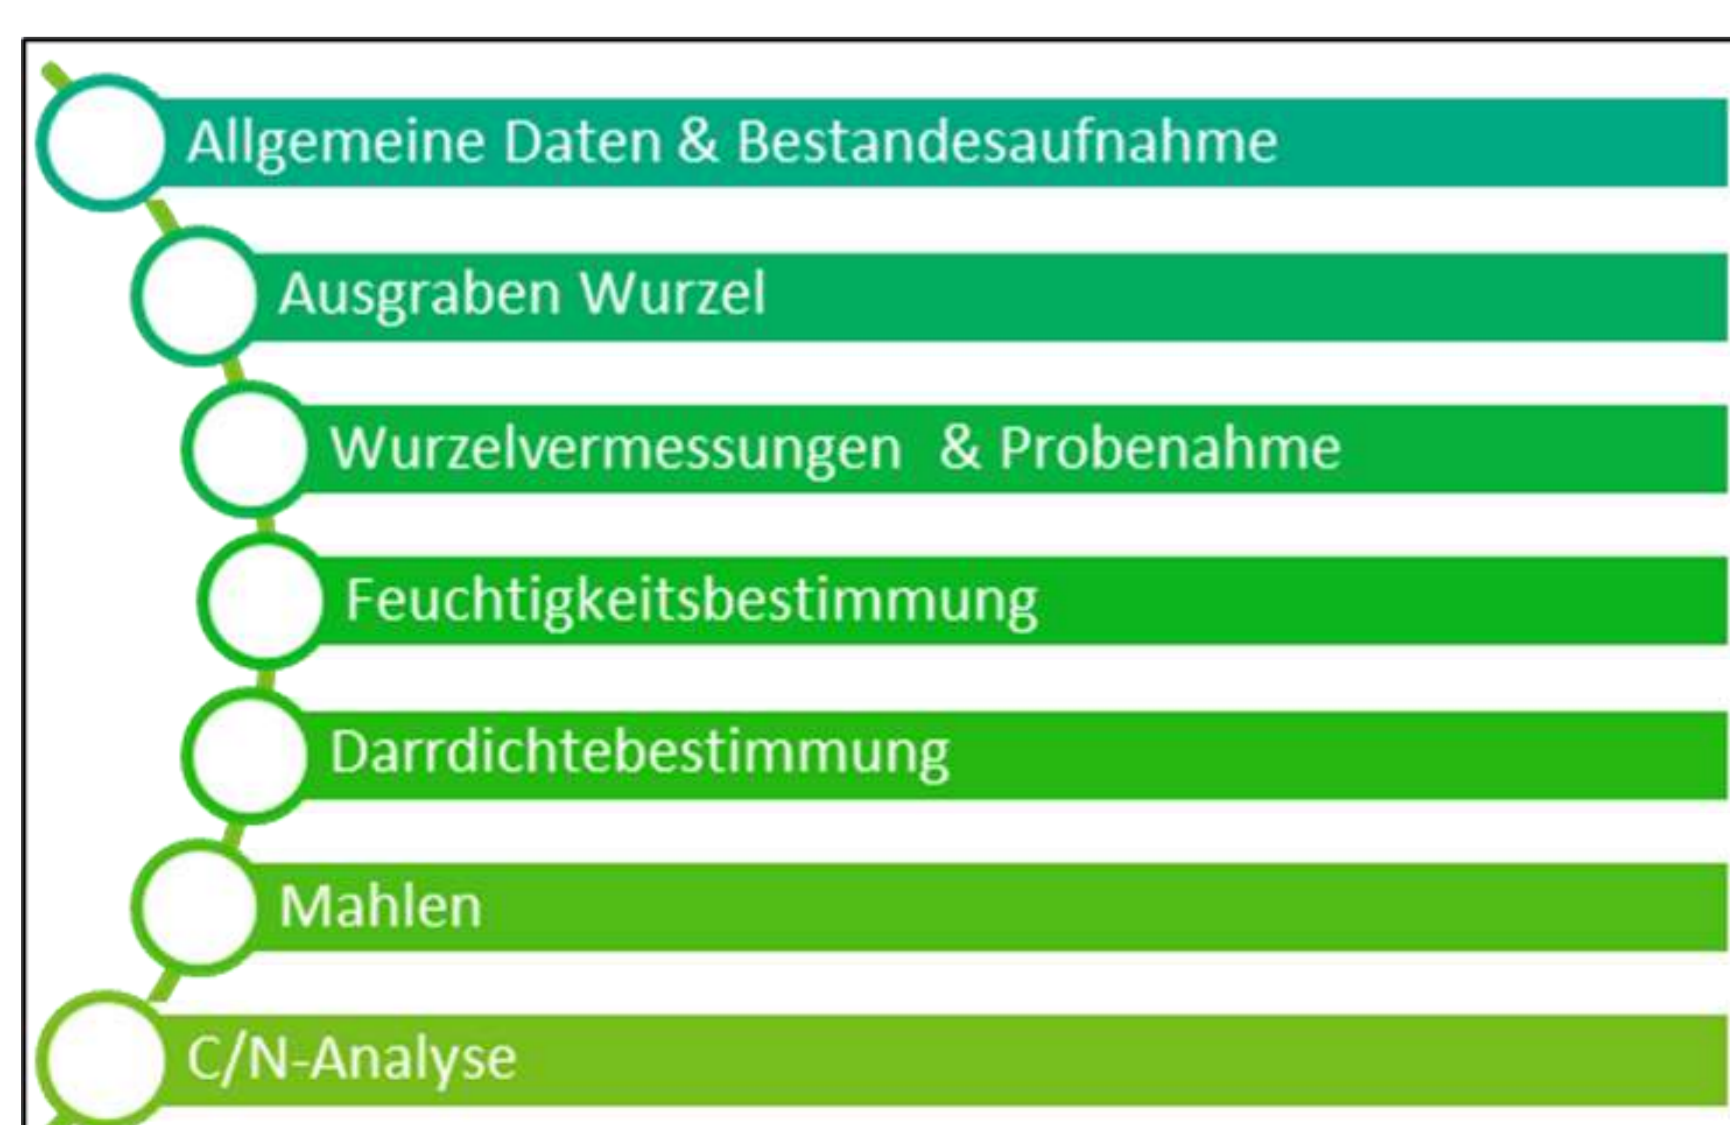 Allgemeine Daten & Bestandesaufnahme
Ausgraben Wurzel
Wurzelvermessungen & Probenahme
Feuchtigkeitsbestimmung
Darrdichtebestimmung
Mahlen
C/N-Analyse